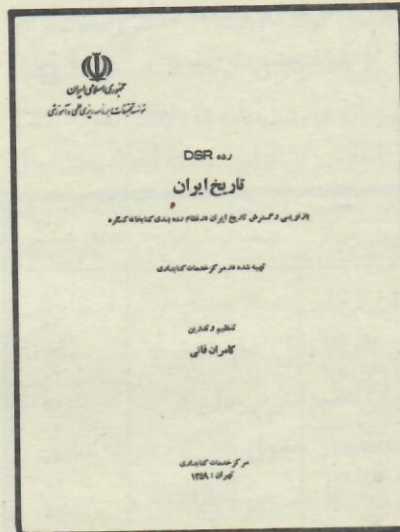 جمهوری اسلامی ایران
موسسه تحقیقات و برنامه‌ریزی علمی و آموزشی
رده DSR
تاریخ ایران
بازنویسی و گسترش تاریخ ایران در نظام رده بندی کتابخانه کنگره
تهیه شده در مرکز خدمات کتابداری
تنظیم و تدوین
کامران فانی
مرکز خدمات کتابداری
تهران: ۱۳۵۸